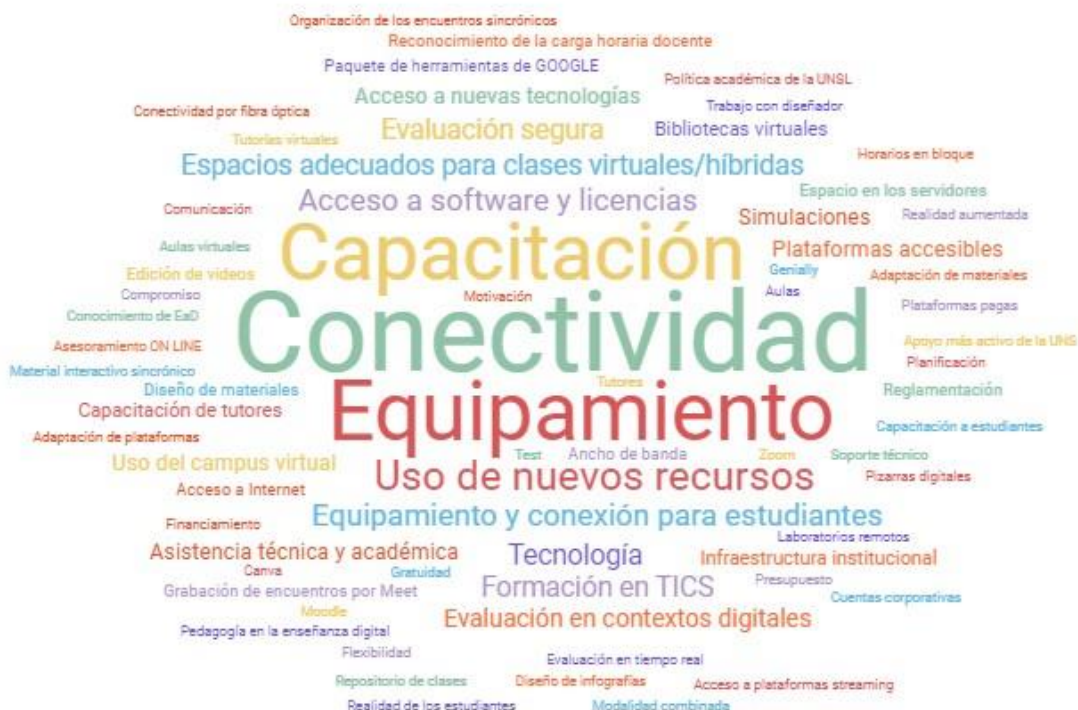 Organización de los encuentros sincrónicos
Reconocimiento de la carga horaria docente
Paquete de herramientas de GOOGLE
Política académica de la UNSL
Acceso a nuevas tecnologías
Trabajo con diseñador
Conectividad por fibra óptica
Evaluación segura
Bibliotecas virtuales
Tutorías virtuales
Horarios en bloque
Espacios adecuados para clases virtuales/híbridas
Espacio en los servidores
Acceso a software y licencias
Comunicación
Simulaciones
Realidad aumentada
Aulas virtuales
Capacitación
Plataformas accesibles
Edición de videos
Genially
Adaptación de materiales
Compromiso
Motivación
Aulas
Plataformas pagas
Conocimiento de EaD
Conectividad
Asesoramiento ON LINE
Apoyo más activo de la UNS
Planificación
Material interactivo sincrónico
Diseño de materiales
Tutores
Reglamentación
Capacitación de tutores
Equipamiento
Capacitación a estudiantes
Adaptación de plataformas
Test
Ancho de banda
Zoom
Soporte técnico
Uso del campus virtual
Uso de nuevos recursos
Pizarras digitales
Acceso a Internet
Equipamiento y conexión para estudiantes
Financiamiento
Laboratorios remotos
Asistencia técnica y académica
Tecnología
Infraestructura institucional
Canva
Gratuidad
Presupuesto
Grabación de encuentros por Meet
Formación en TICS
Cuentas corporativas
Moodle
Evaluación en contextos digitales
Pedagogía en la enseñanza digital
Flexibilidad
Evaluación en tiempo real
Repositorio de clases
Diseño de infografías
Acceso a plataformas streaming
Realidad de los estudiantes
Modalidad combinada